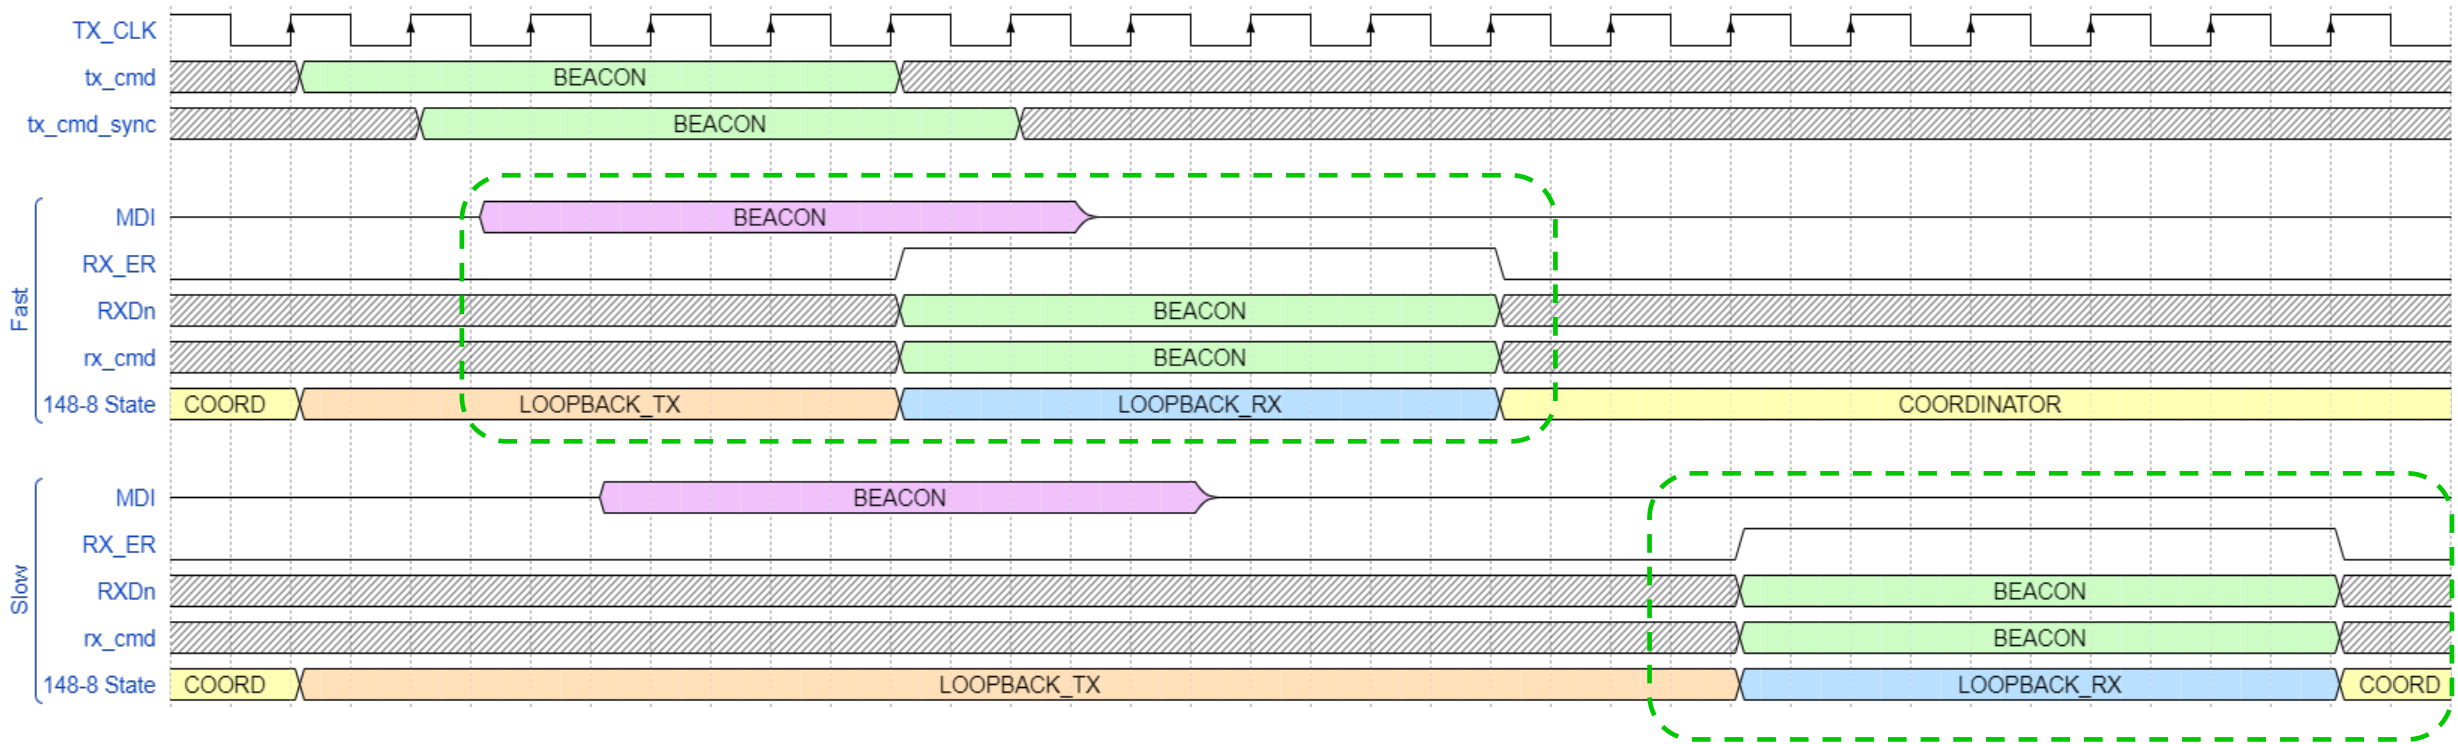 TX_CLK
tx_cmd BEACON
tx_cmd_sync BEACON
Fast
MDI BEACON
RX_ER
RXDn BEACON
rx_cmd BEACON
148-8 State COORD LOOPBACK_TX LOOPBACK_RX COORDINATOR
Slow
MDI BEACON
RX_ER
RXDn BEACON
rx_cmd BEACON
148-8 State COORD LOOPBACK_TX LOOPBACK_RX COORD